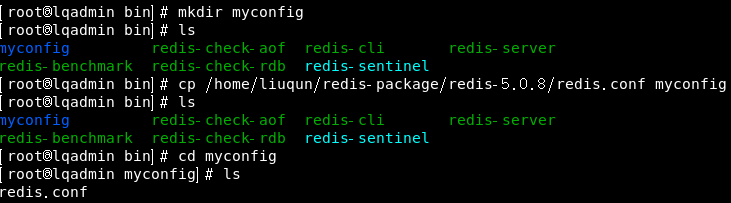 [root@lqadmin bin]# mkdir myconfig
[root@lqadmin bin]# ls
myconfig redis-check-aof redis-cli redis-server
redis-benchmark redis-check-rdb redis-sentinel
[root@lqadmin bin]# cp /home/liuqun/redis-package/redis-5.0.8/redis.conf myconfig
[root@lqadmin bin]# ls
myconfig redis-check-aof redis-cli redis-server
redis-benchmark redis-check-rdb redis-sentinel
[root@lqadmin bin]# cd myconfig
[root@lqadmin myconfig]# ls
redis.conf